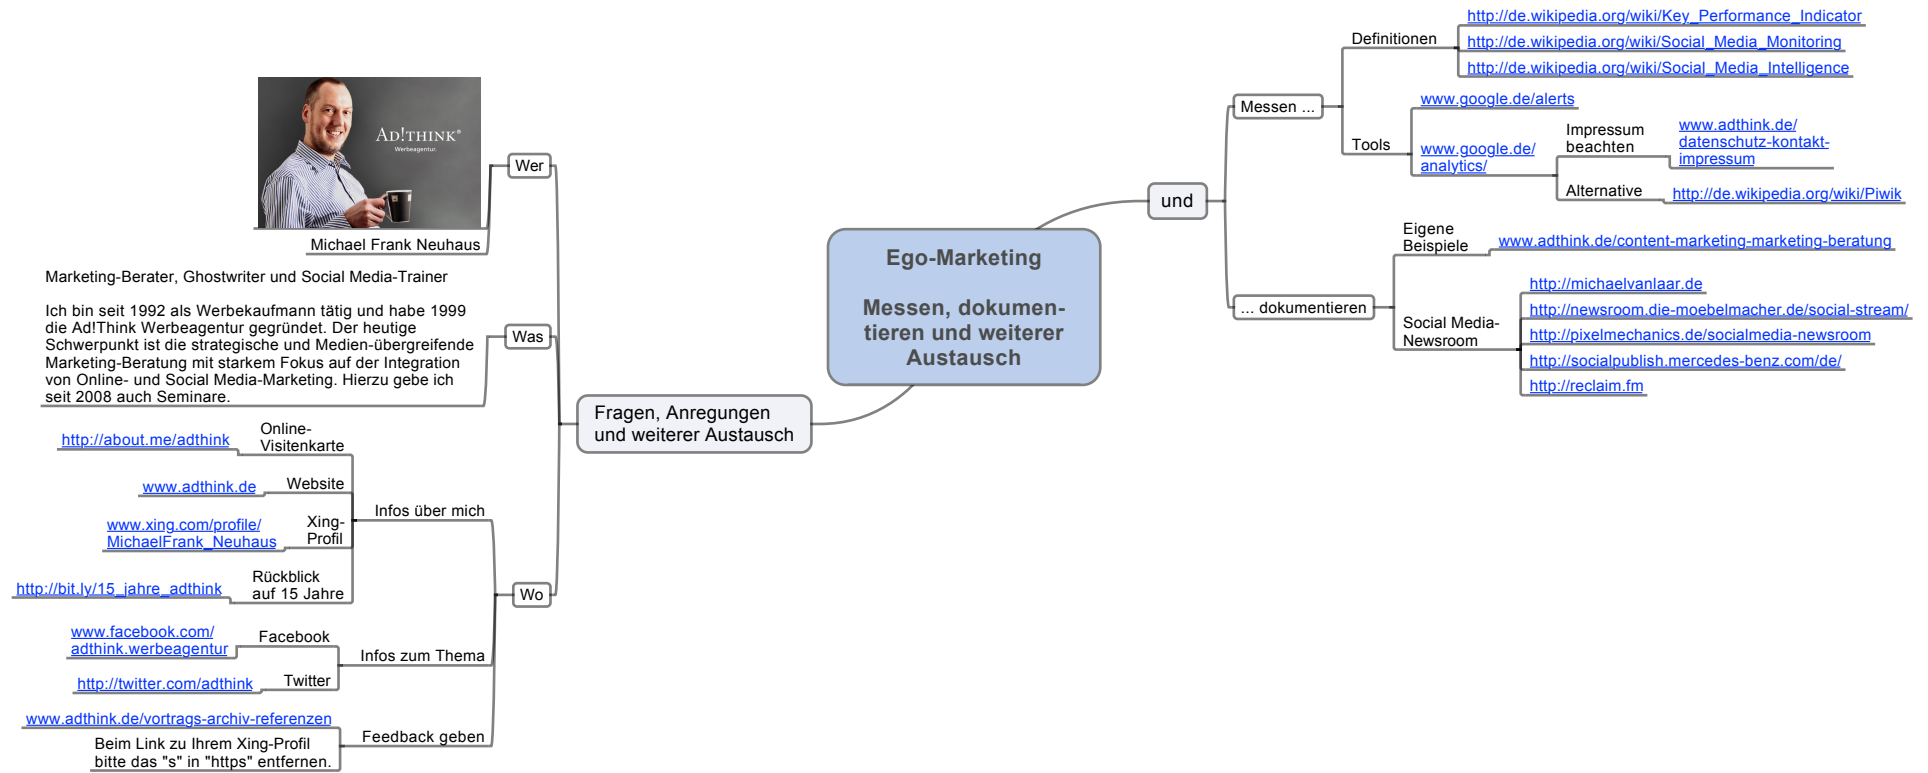 Ego-Marketing
Messen, dokumen-
tieren und weiterer
Austausch
und
Messen ...
Definitionen
http://de.wikipedia.org/wiki/Key_Performance_Indicator
http://de.wikipedia.org/wiki/Social_Media_Monitoring
http://de.wikipedia.org/wiki/Social_Media_Intelligence
Tools
www.google.de/alerts
www.google.de/
analytics/
Impressum
beachten
www.adthink.de/
datenschutz-kontakt-
impressum
Alternative
http://de.wikipedia.org/wiki/Piwik
... dokumentieren
Eigene
Beispiele
www.adthink.de/content-marketing-marketing-beratung
Social Media-
Newsroom
http://michaelvanlaar.de
http://newsroom.die-moebelmacher.de/social-stream/
http://pixelmechanics.de/socialmedia-newsroom
http://socialpublish.mercedes-benz.com/de/
http://reclaim.fm
Fragen, Anregungen
und weiterer Austausch
Wer
AD!THINK®
Werbeagentur.
Michael Frank Neuhaus
Was
Marketing-Berater, Ghostwriter und Social Media-Trainer
Ich bin seit 1992 als Werbekaufmann tätig und habe 1999
die Ad!Think Werbeagentur gegründet. Der heutige
Schwerpunkt ist die strategische und Medien-übergreifende
Marketing-Beratung mit starkem Fokus auf der Integration
von Online- und Social Media-Marketing. Hierzu gebe ich
seit 2008 auch Seminare.
Wo
Infos über mich
Online-
Visitenkarte
http://about.me/adthink
Website
www.adthink.de
Xing-
Profil
www.xing.com/profile/
MichaelFrank_Neuhaus
Rückblick
auf 15 Jahre
http://bit.ly/15_jahre_adthink
Infos zum Thema
Facebook
www.facebook.com/
adthink.werbeagentur
Twitter
http://twitter.com/adthink
Feedback geben
www.adthink.de/vortrags-archiv-referenzen
Beim Link zu Ihrem Xing-Profil
bitte das "s" in "https" entfernen.